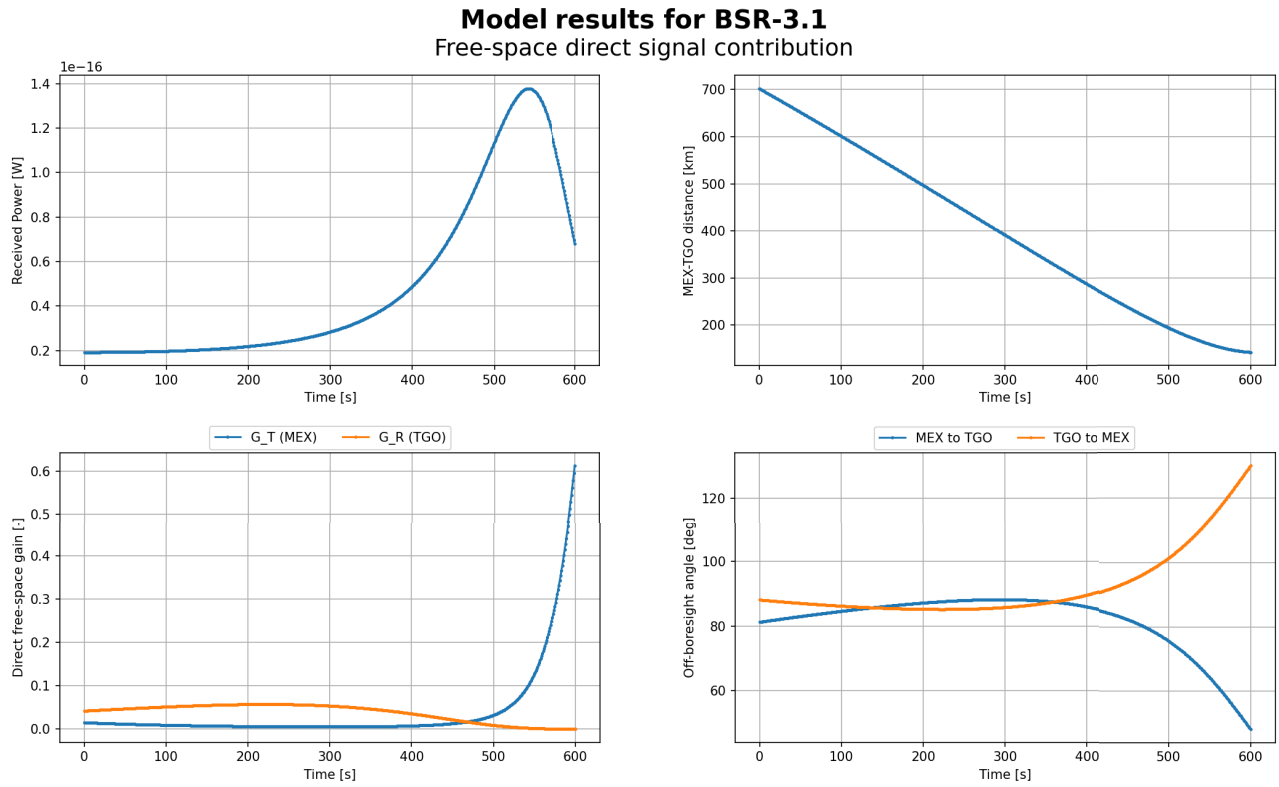 Model results for BSR-3.1
Free-space direct signal contribution
1e−16
1.4
1.2
1.0
0.8
0.6
0.4
0.2
Received Power [W]
0 100 200 300 400 500 600
Time [s]
700
600
500
400
300
200
MEX-TGO distance [km]
0 100 200 300 400 500 600
Time [s]
G_T (MEX) G_R (TGO)
0.6
0.5
0.4
0.3
0.2
0.1
0.0
Direct free-space gain [-]
0 100 200 300 400 500 600
Time [s]
MEX to TGO TGO to MEX
120
100
80
60
Off-boresight angle [deg]
0 100 200 300 400 500 600
Time [s]